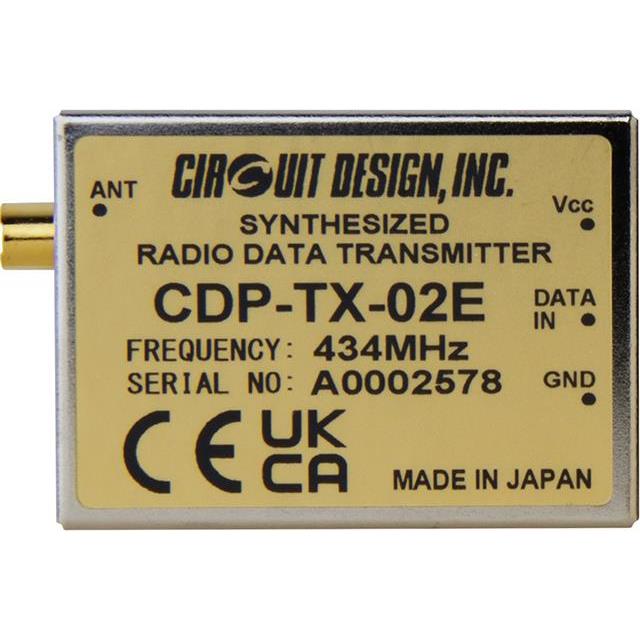 CIRCUIT DESIGN, INC.
ANT
Vcc
SYNTHESIZED
RADIO DATA TRANSMITTER
CDP-TX-02E
DATA
IN
FREQUENCY: 434MHz
SERIAL NO: A0002578
GND
CE UK
CA
MADE IN JAPAN